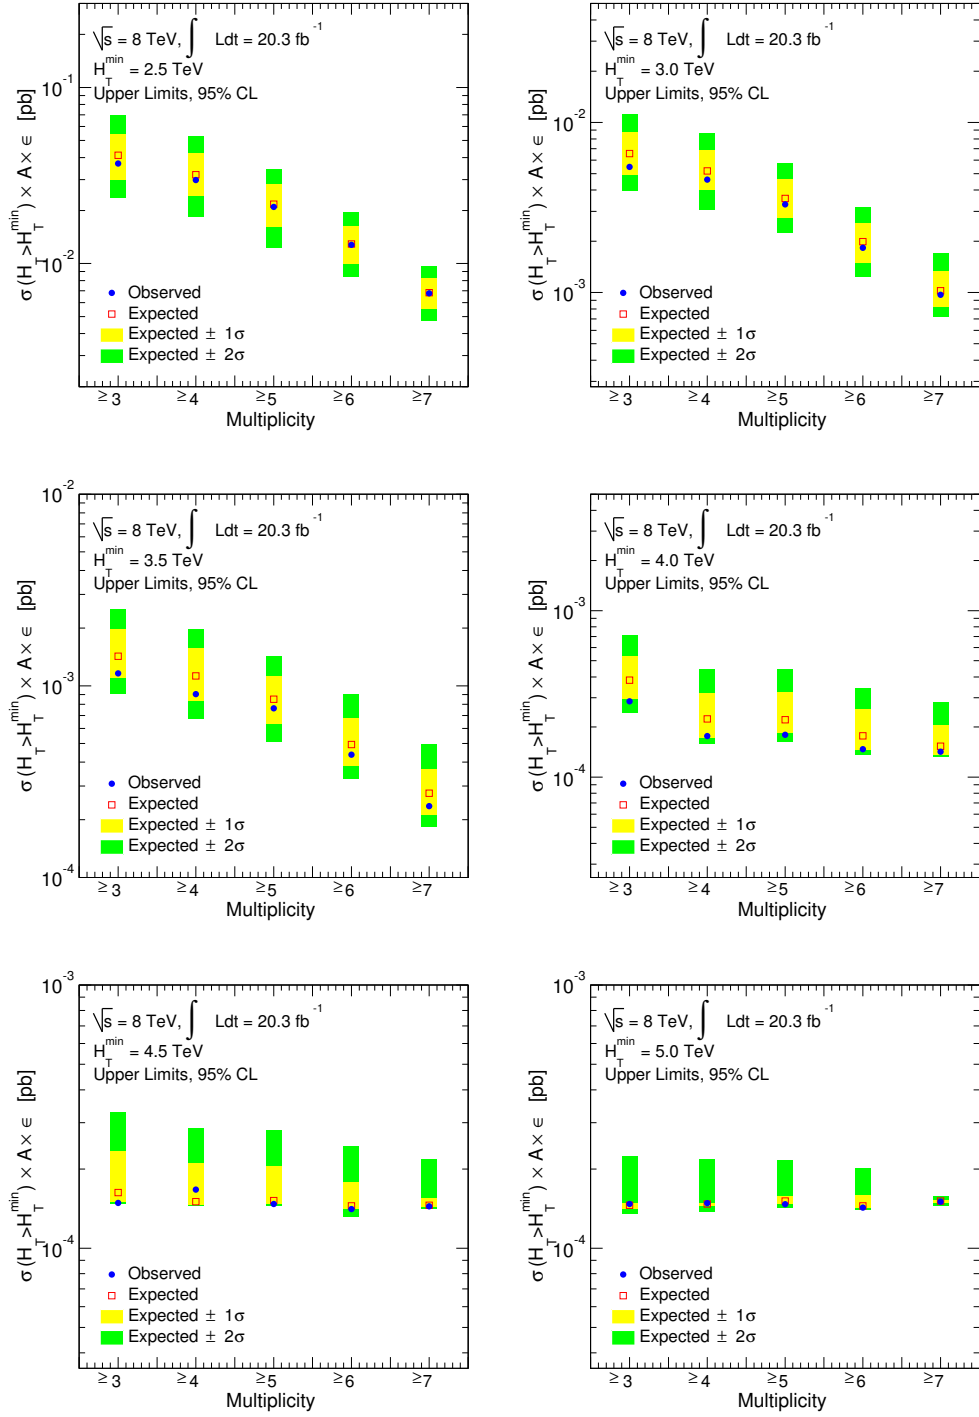 √s = 8 TeV, ∫ Ldt = 20.3 fb⁻¹
H_T^min = 2.5 TeV
Upper Limits, 95% CL
σ (H_T>H_T^min) × A× ϵ [pb]
10⁻¹
10⁻²
Observed
Expected
Expected ± 1σ
Expected ± 2σ
≥3 ≥4 ≥5 ≥6 ≥7
Multiplicity
√s = 8 TeV, ∫ Ldt = 20.3 fb⁻¹
H_T^min = 3.0 TeV
Upper Limits, 95% CL
σ (H_T>H_T^min) × A× ϵ [pb]
10⁻²
10⁻³
Observed
Expected
Expected ± 1σ
Expected ± 2σ
≥3 ≥4 ≥5 ≥6 ≥7
Multiplicity
10⁻²
√s = 8 TeV, ∫ Ldt = 20.3 fb⁻¹
H_T^min = 3.5 TeV
Upper Limits, 95% CL
σ (H_T>H_T^min) × A× ϵ [pb]
10⁻³
Observed
Expected
Expected ± 1σ
Expected ± 2σ
10⁻⁴
≥3 ≥4 ≥5 ≥6 ≥7
Multiplicity
√s = 8 TeV, ∫ Ldt = 20.3 fb⁻¹
H_T^min = 4.0 TeV
Upper Limits, 95% CL
σ (H_T>H_T^min) × A× ϵ [pb]
10⁻³
10⁻⁴
Observed
Expected
Expected ± 1σ
Expected ± 2σ
≥3 ≥4 ≥5 ≥6 ≥7
Multiplicity
10⁻³
√s = 8 TeV, ∫ Ldt = 20.3 fb⁻¹
H_T^min = 4.5 TeV
Upper Limits, 95% CL
σ (H_T>H_T^min) × A× ϵ [pb]
10⁻⁴
Observed
Expected
Expected ± 1σ
Expected ± 2σ
≥3 ≥4 ≥5 ≥6 ≥7
Multiplicity
10⁻³
√s = 8 TeV, ∫ Ldt = 20.3 fb⁻¹
H_T^min = 5.0 TeV
Upper Limits, 95% CL
σ (H_T>H_T^min) × A× ϵ [pb]
10⁻⁴
Observed
Expected
Expected ± 1σ
Expected ± 2σ
≥3 ≥4 ≥5 ≥6 ≥7
Multiplicity